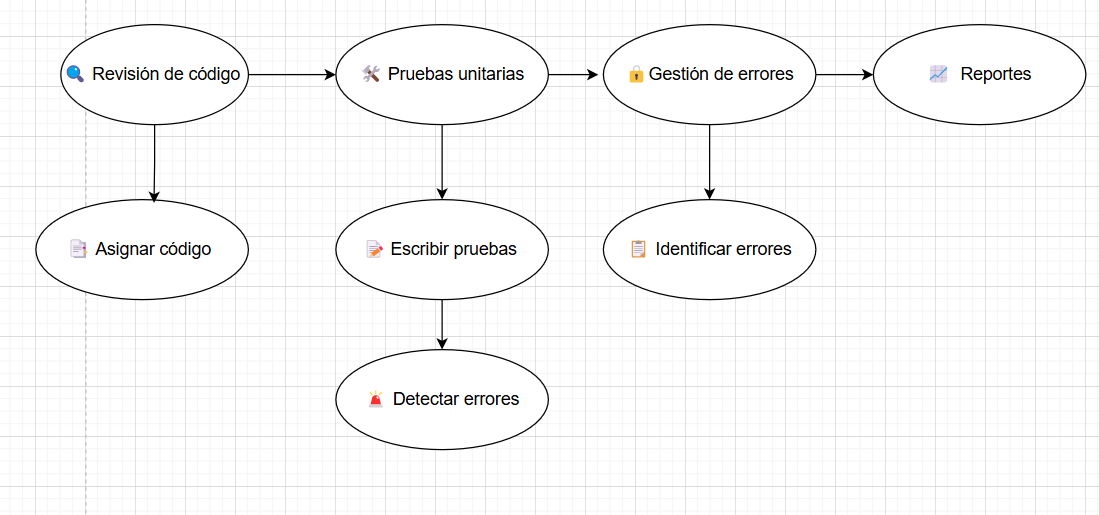 Revisión de código
Pruebas unitarias
Gestión de errores
Reportes
Asignar código
Escribir pruebas
Identificar errores
Detectar errores